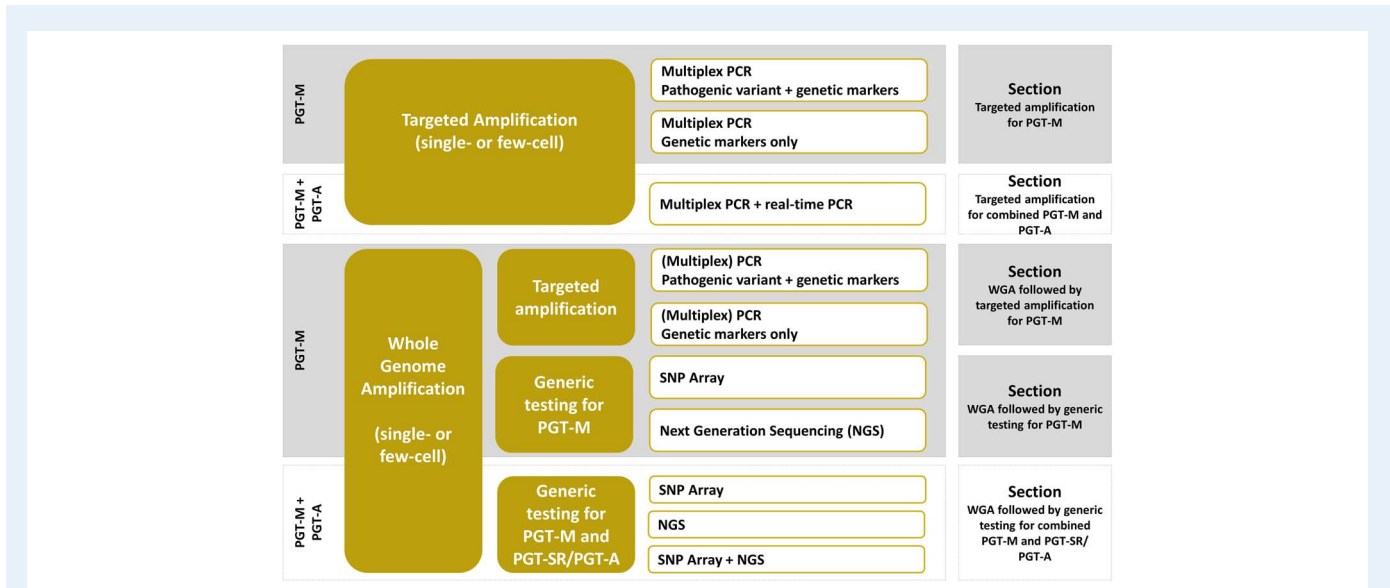 PGT-M
Targeted Amplification
(single- or few-cell)
Multiplex PCR
Pathogenic variant + genetic markers
Multiplex PCR
Genetic markers only
Section
Targeted amplification
for PGT-M
PGT-M +
PGT-A
Multiplex PCR + real-time PCR
Section
Targeted amplification
for combined PGT-M and
PGT-A
PGT-M
Whole
Genome
Amplification
(single- or
few-cell)
Targeted
amplification
(Multiplex) PCR
Pathogenic variant + genetic markers
(Multiplex) PCR
Genetic markers only
Section
WGA followed by
targeted amplification
for PGT-M
Generic
testing for
PGT-M
SNP Array
Next Generation Sequencing (NGS)
Section
WGA followed by generic
testing for PGT-M
PGT-M +
PGT-A
Generic
testing for
PGT-M and
PGT-SR/PGT-A
SNP Array
NGS
SNP Array + NGS
Section
WGA followed by generic
testing for combined
PGT-M and PGT-SR/
PGT-A